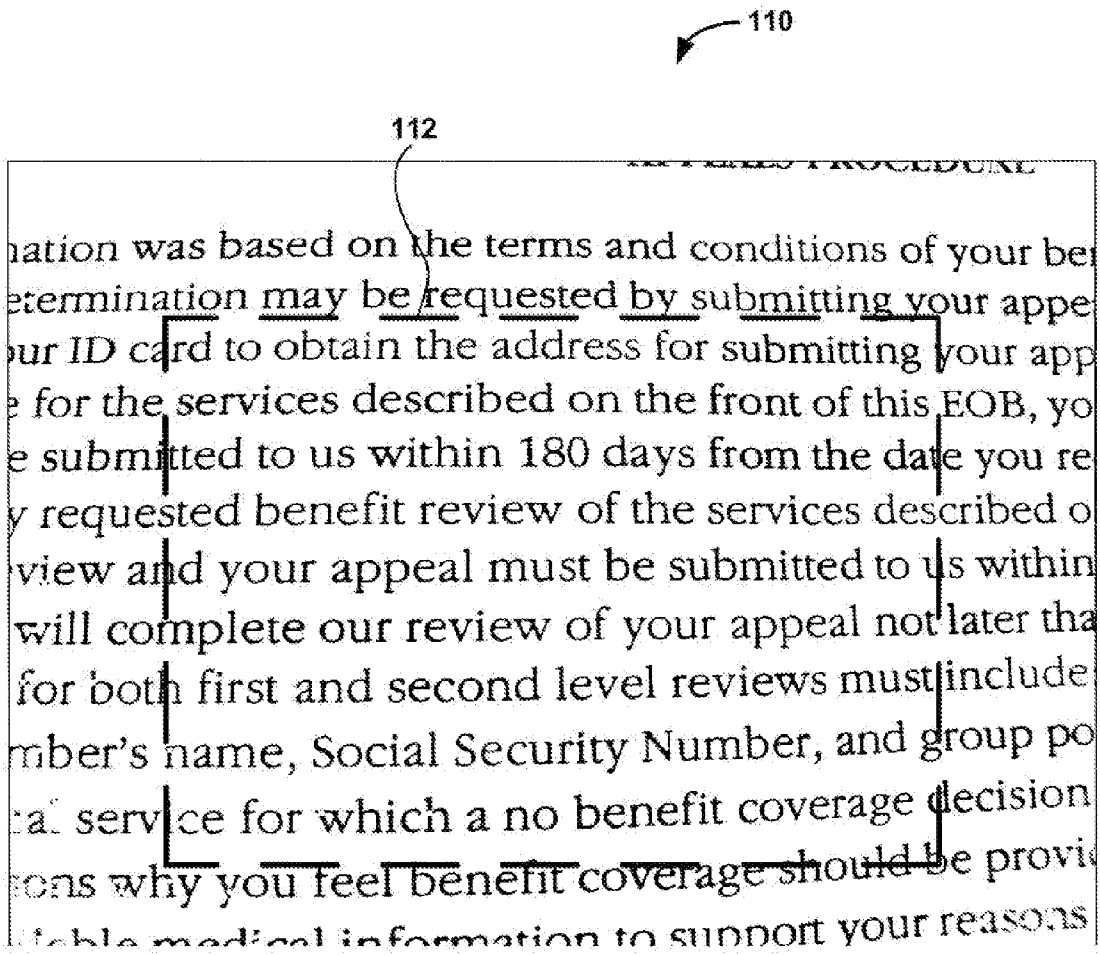 110
112
APPEALS PROCEDURE
nation was based on the terms and conditions of your ber
etermination may be requested by submitting your appe
our ID card to obtain the address for submitting your app
e for the services described on the front of this EOB, yo
e submitted to us within 180 days from the date you re
y requested benefit review of the services described o
view and your appeal must be submitted to us within
will complete our review of your appeal not later tha
for both first and second level reviews must include
mber's name, Social Security Number, and group po
service for which a no benefit coverage decision
sons why you feel benefit coverage should be provi
medical information to support your reasons